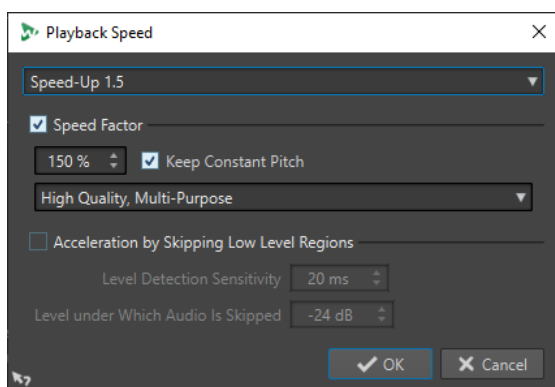 Playback Speed
Speed-Up 1.5
Speed Factor
150 %
Keep Constant Pitch
High Quality, Multi-Purpose
Acceleration by Skipping Low Level Regions
Level Detection Sensitivity 20 ms
Level under Which Audio Is Skipped -24 dB
OK Cancel